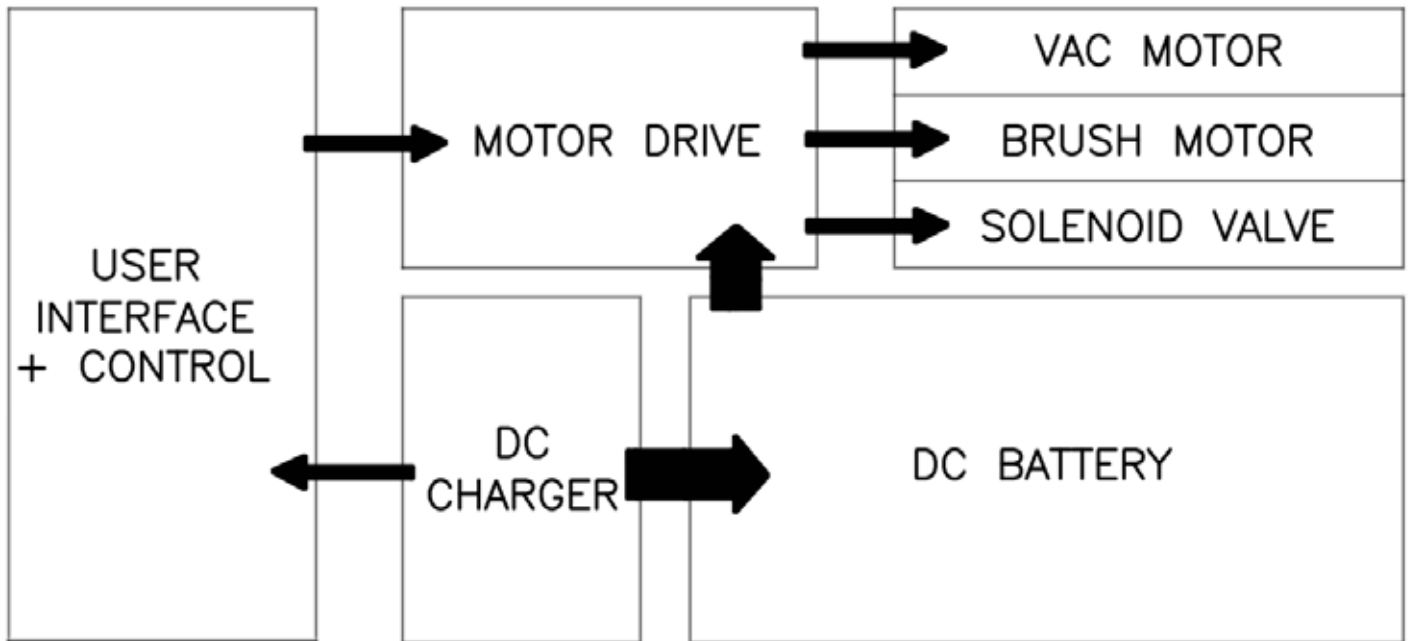 USER
INTERFACE
+ CONTROL
MOTOR DRIVE
VAC MOTOR
BRUSH MOTOR
SOLENOID VALVE
DC
CHARGER
DC BATTERY